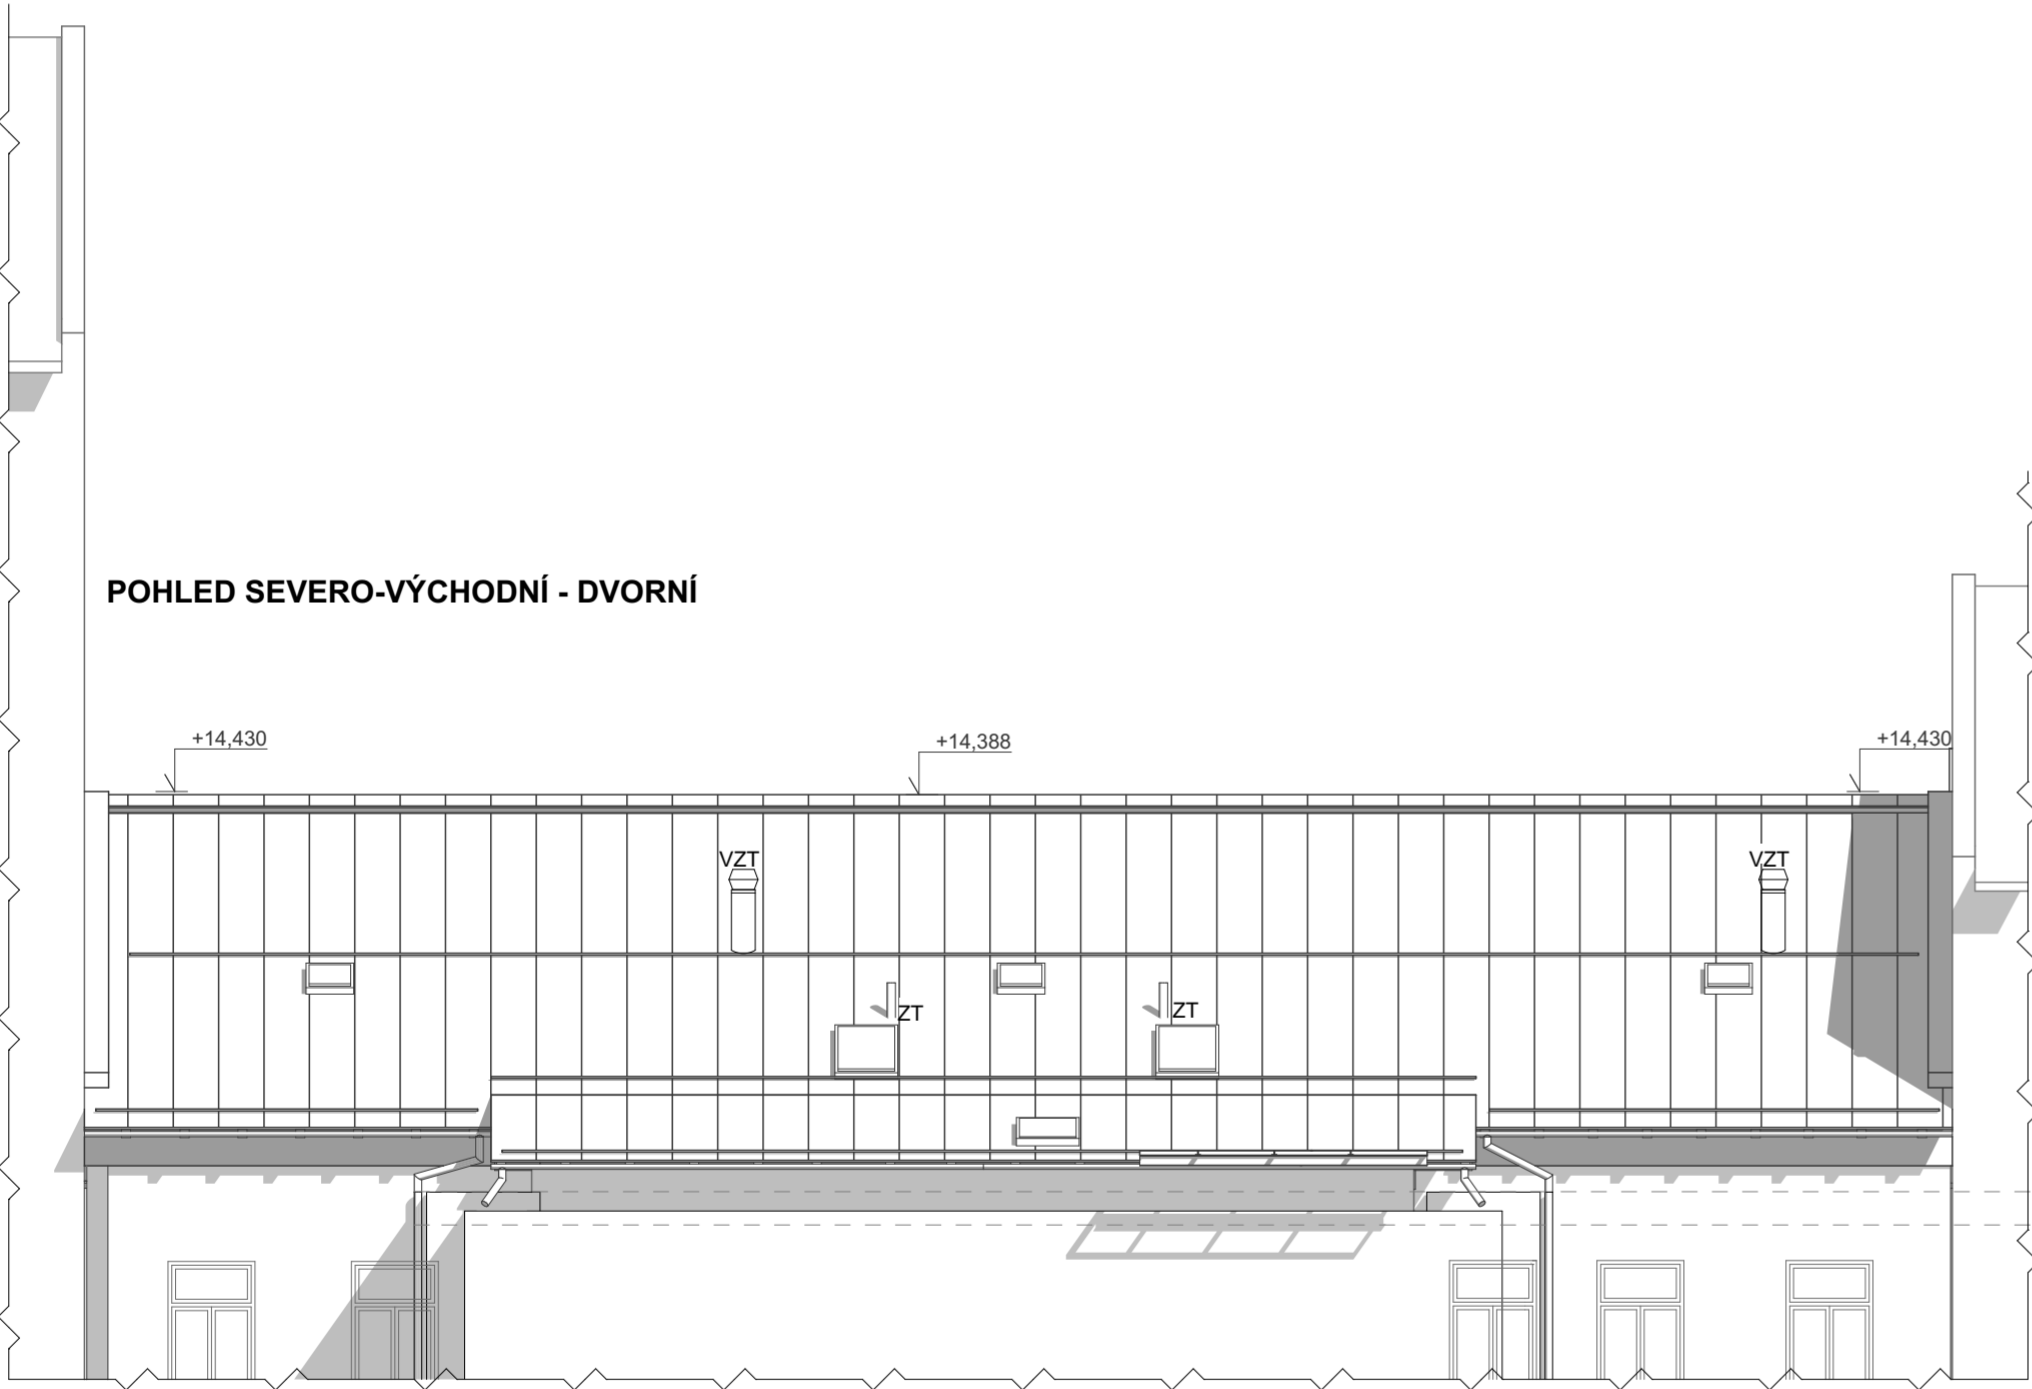 POHLED SEVERO-VÝCHODNÍ - DVORNÍ
+14,430
+14,388
+14,430
VZT
VZT
ZT
ZT